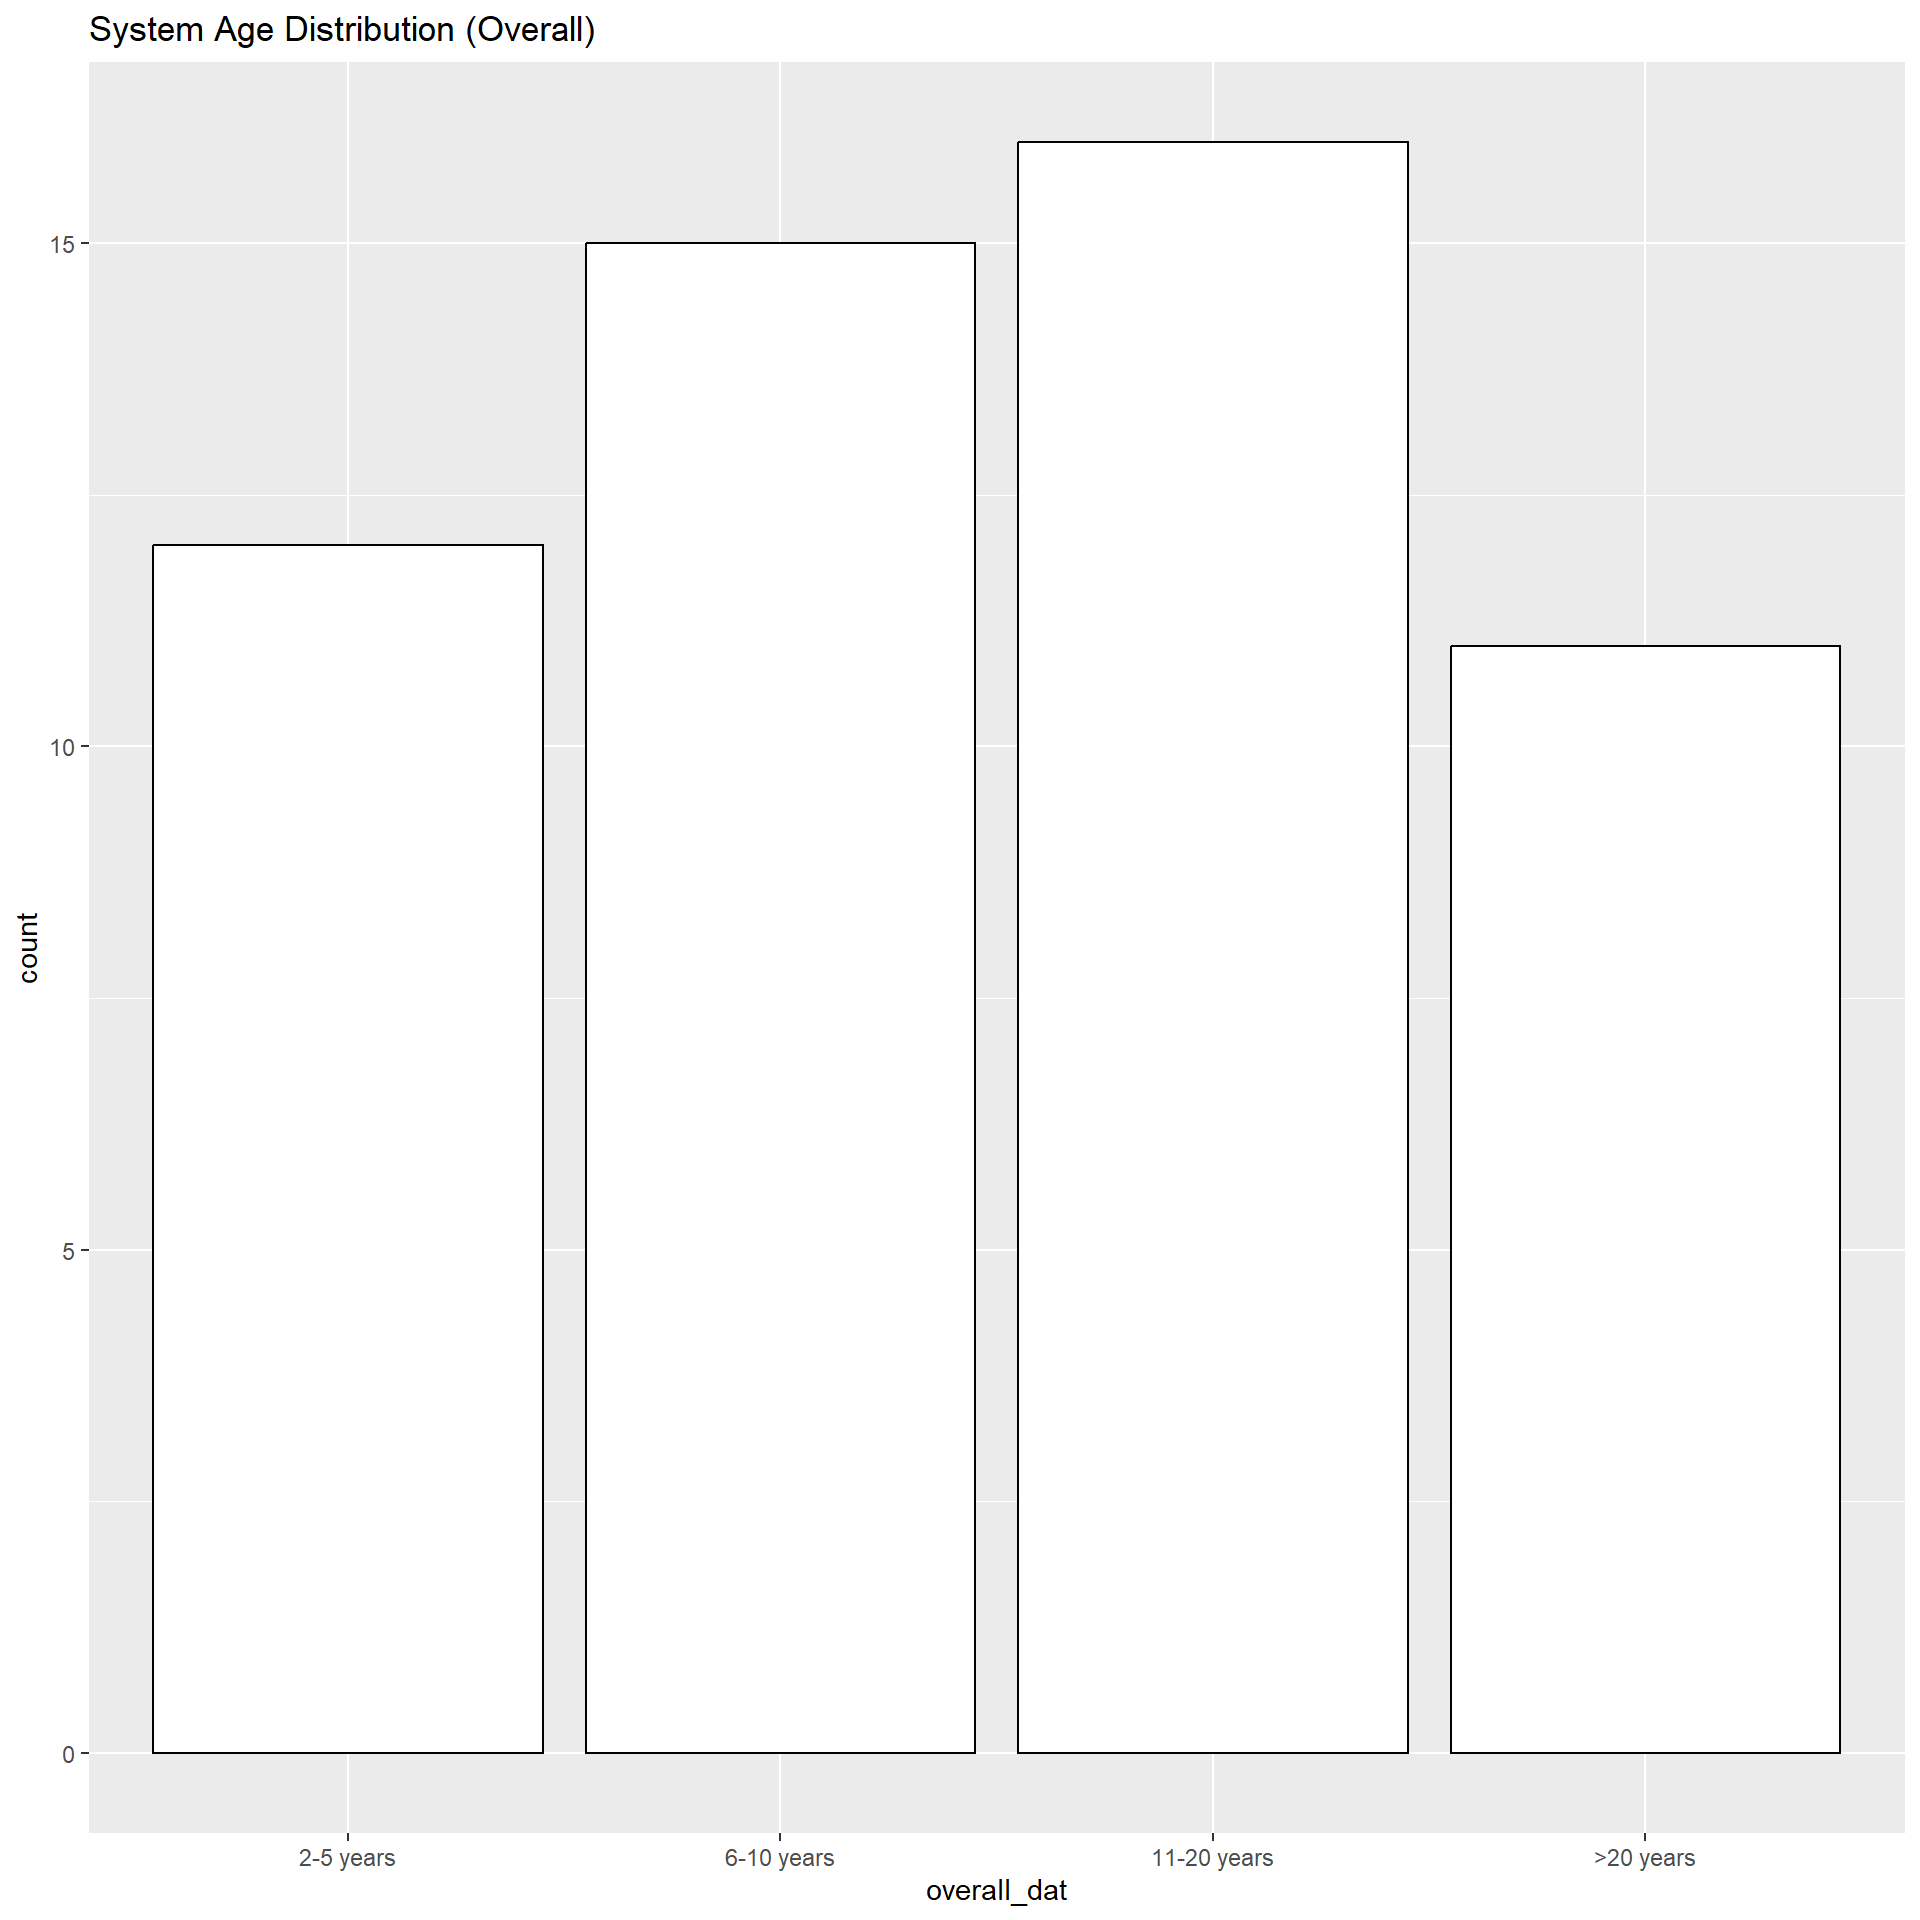 System Age Distribution (Overall)
15
10
5
0
count
2-5 years
6-10 years
11-20 years
>20 years
overall_dat